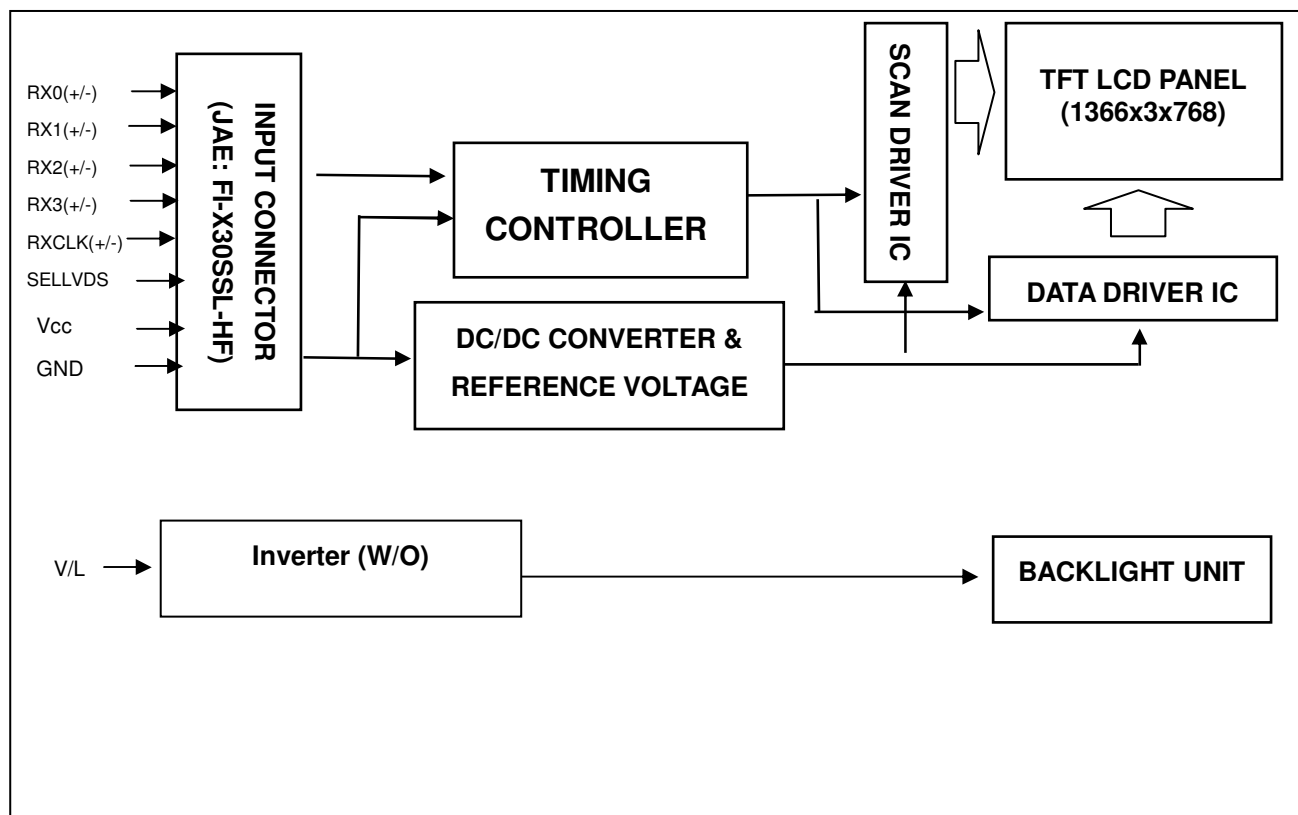 RX0(+/-)
RX1(+/-)
RX2(+/-)
RX3(+/-)
RXCLK(+/-)
SELLVDS
Vcc
GND
INPUT CONNECTOR
(JAE: FI-X30SSL-HF)
TIMING
CONTROLLER
DC/DC CONVERTER &
REFERENCE VOLTAGE
SCAN DRIVER IC
TFT LCD PANEL
(1366x3x768)
DATA DRIVER IC
V/L
Inverter (W/O)
BACKLIGHT UNIT